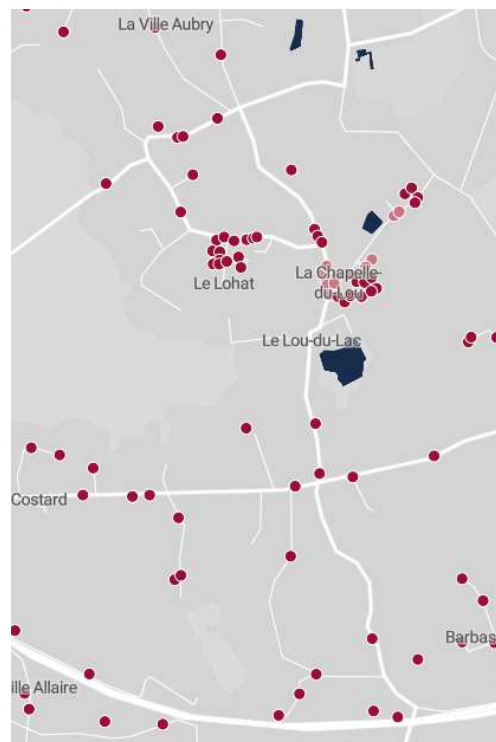 La Ville Aubry
La Chapelle-
du-Lou
Le Lohat
Le Lou-du-Lac
Costard
Barbas
ille Allaire